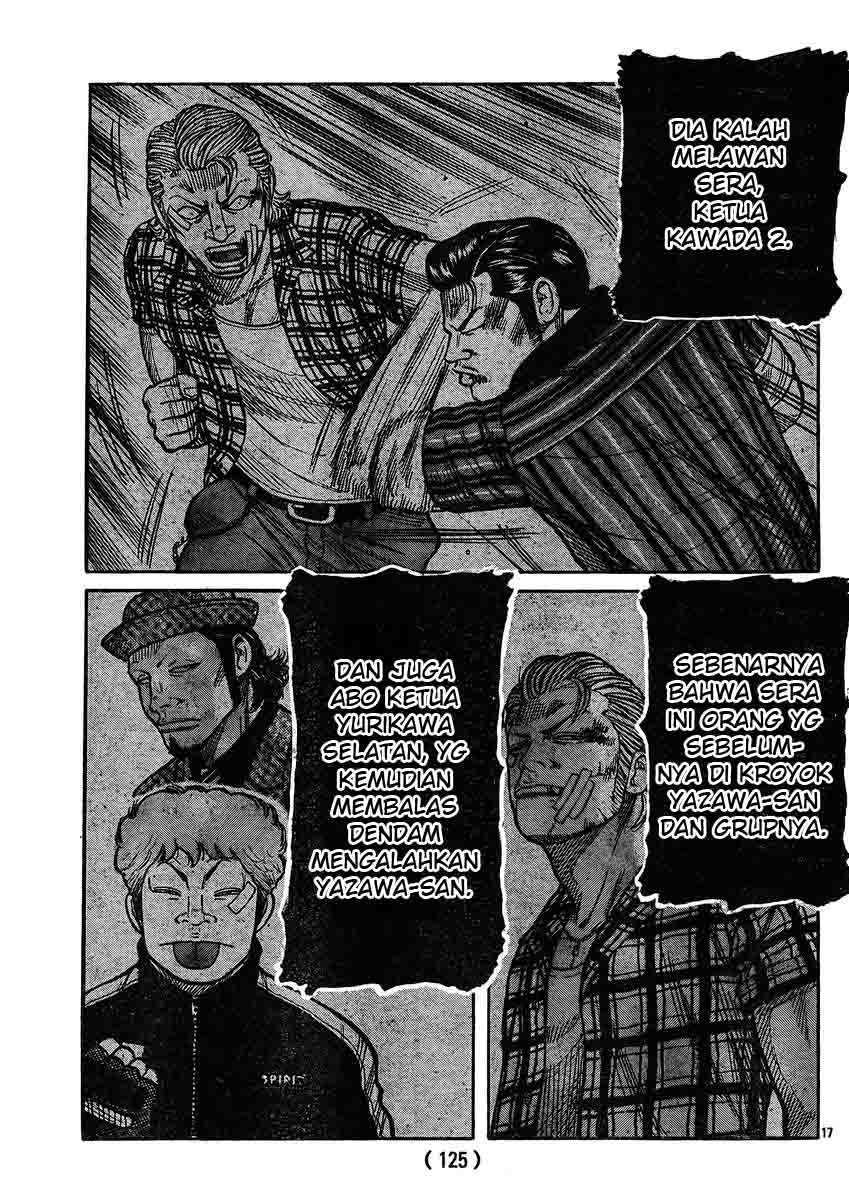 DIA KALAH
MELAWAN
SERA,
KETUA
KAWADA 2.
SEBENARNYA
BAHWA SERA
INI ORANG YG
SEBELUM-
NYA DI KROYOK
YAZAWA-SAN
DAN GRUPNYA.
DAN JUGA
ABO KETUA
YURIKAWA
SELATAN, YG
KEMUDIAN
MEMBALAS
DENDAM
MENGALAHKAN
YAZAWA-SAN.
SPIRIT
17
(125)